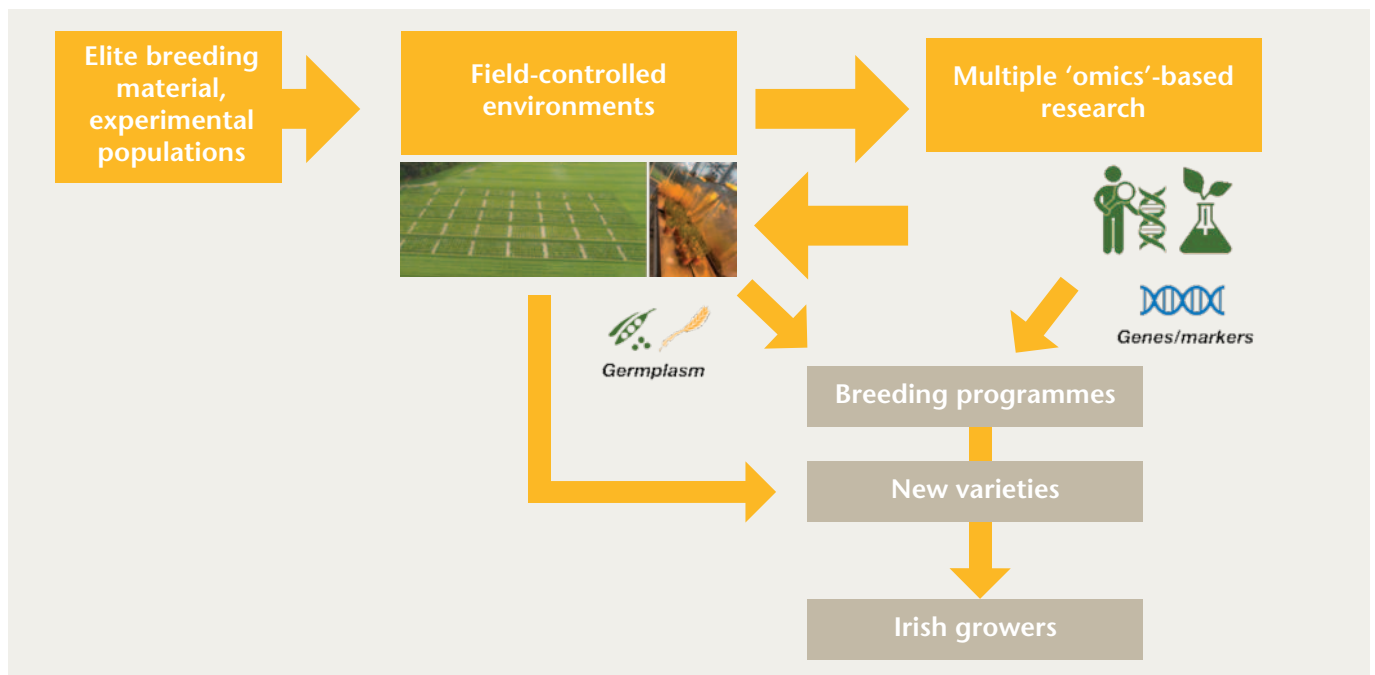 Elite breeding
material,
experimental
populations
Field-controlled
environments
Multiple ‘omics’-based
research
Germplasm
Genes/markers
Breeding programmes
New varieties
Irish growers